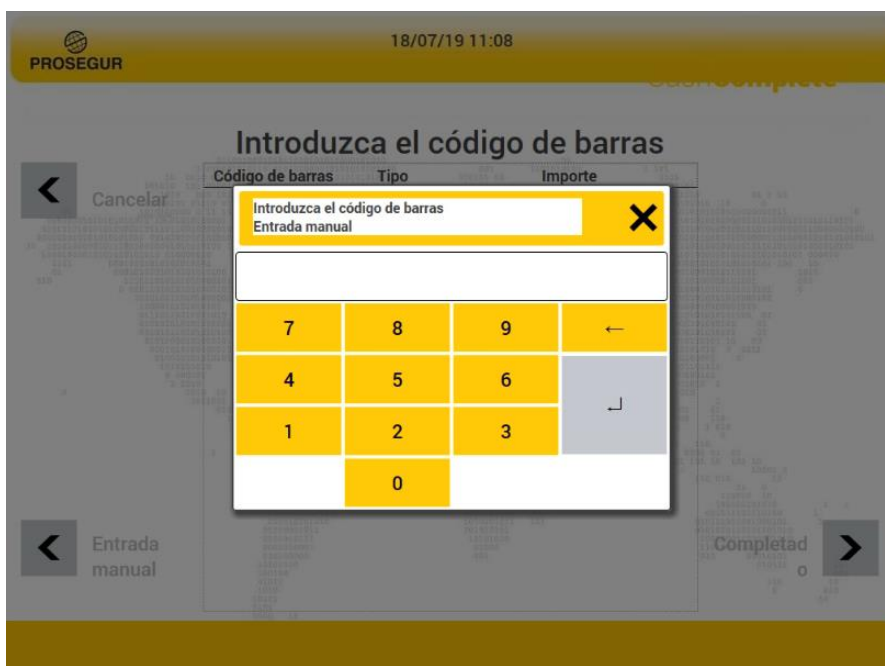 PROSEGUR
18/07/19 11:08
Introduzca el código de barras
Código de barras Tipo Importe
Cancelar
Introduzca el código de barras
Entrada manual
7 8 9 ←
4 5 6
1 2 3 ↵
0
Entrada
manual
Completad
o